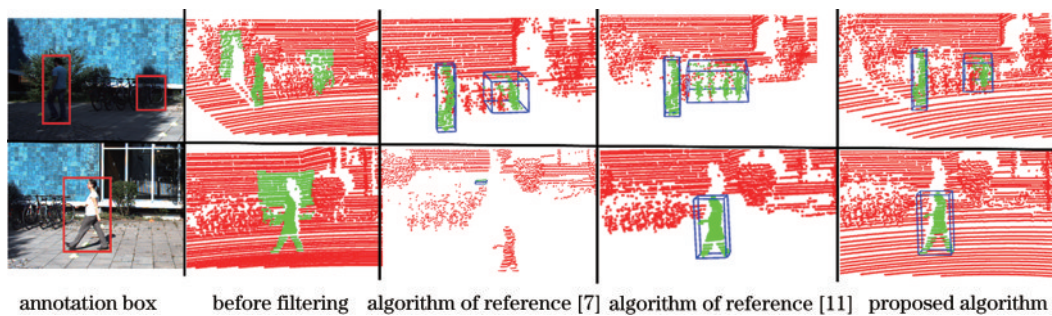 annotation box before filtering algorithm of reference [7] algorithm of reference [11] proposed algorithm